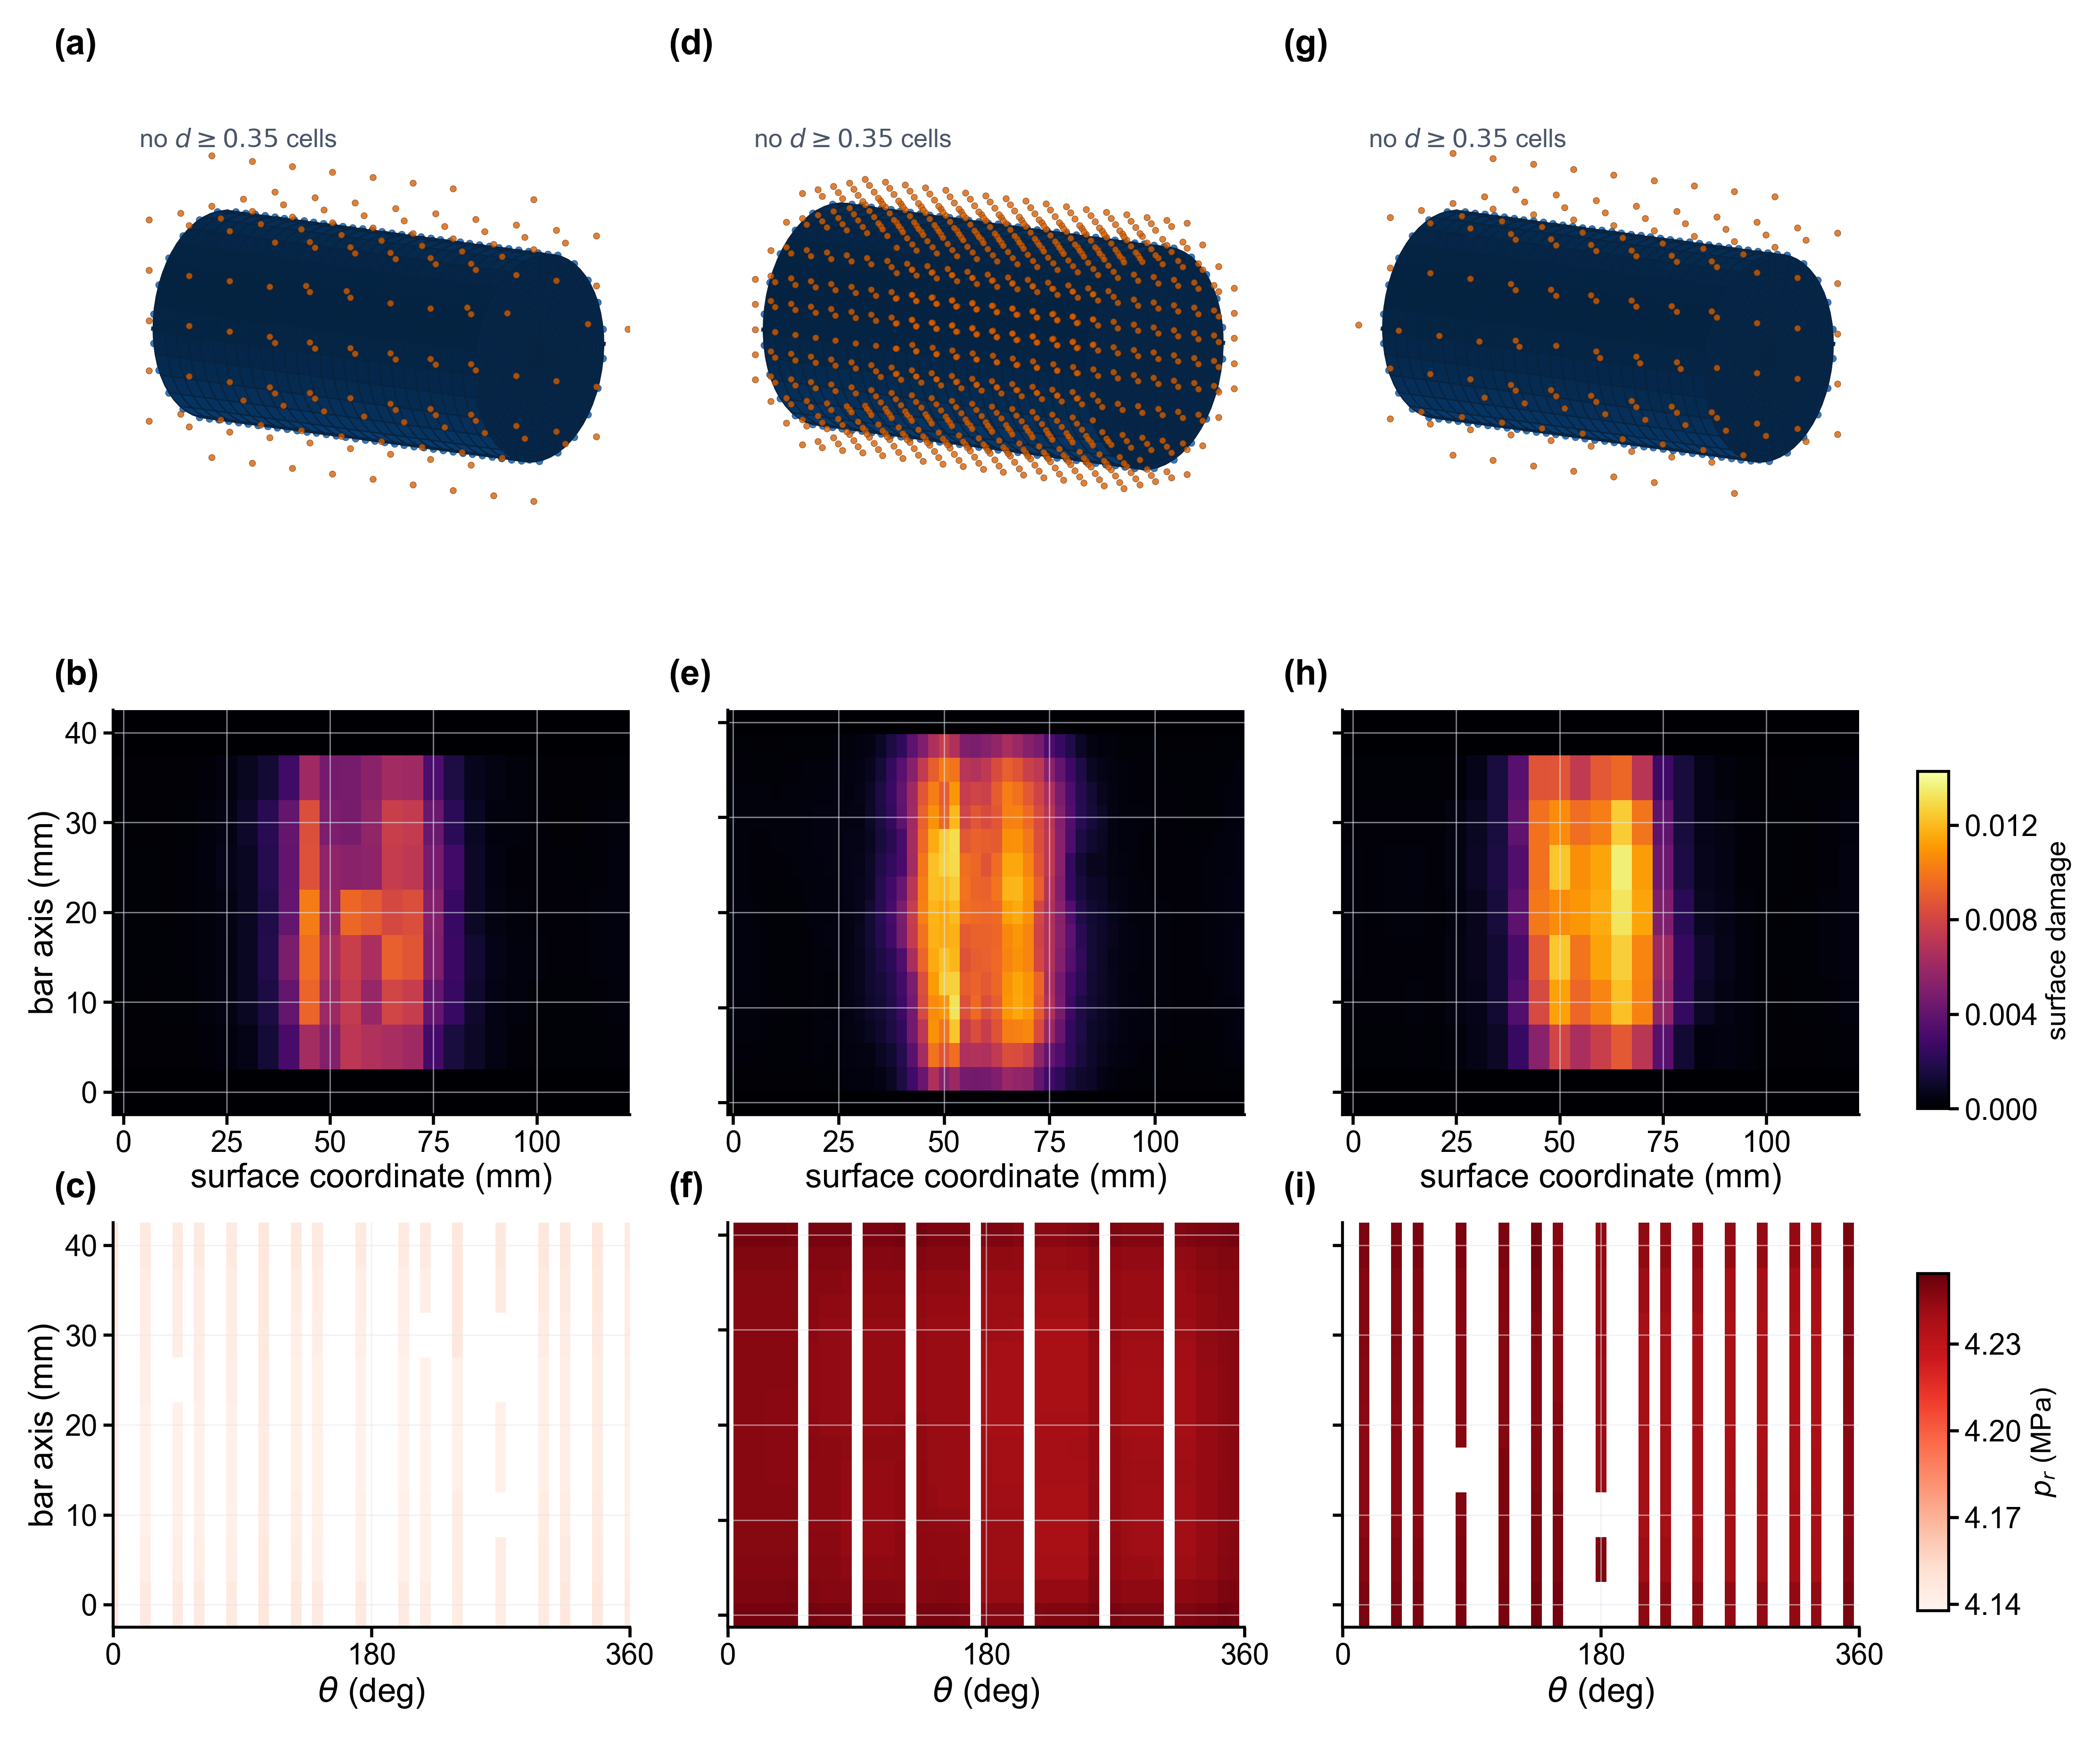 (a)
(d)
(g)
no d ≥ 0.35 cells
no d ≥ 0.35 cells
no d ≥ 0.35 cells
(b)
(e)
(h)
bar axis (mm)
40
30
20
10
0
0 25 50 75 100
surface coordinate (mm)
0 25 50 75 100
surface coordinate (mm)
0 25 50 75 100
surface coordinate (mm)
0.012
0.008
0.004
0.000
surface damage
(c)
(f)
(i)
bar axis (mm)
40
30
20
10
0
0 180 360
θ (deg)
0 180 360
θ (deg)
0 180 360
θ (deg)
4.23
4.20
4.17
4.14
pᵣ (MPa)